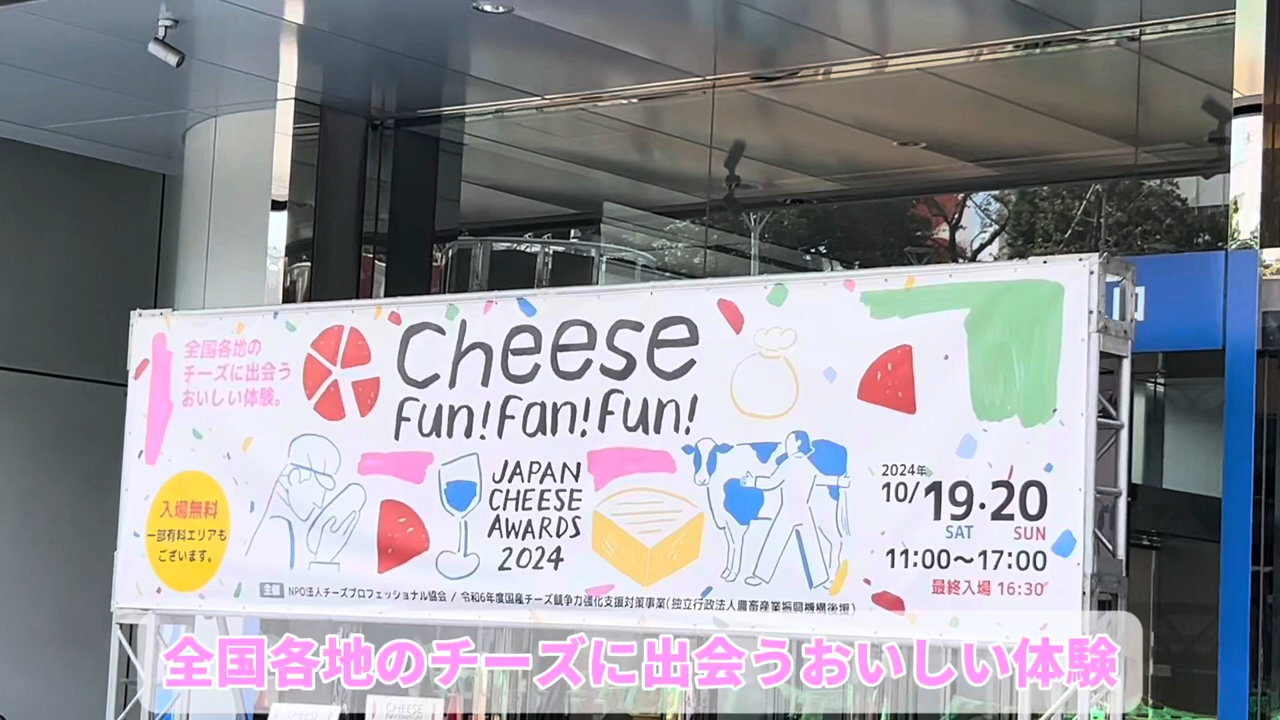 全国各地の
チーズに出会う
おいしい体験。
Cheese
Fun!Fan!Fun!
JAPAN
CHEESE
AWARDS
2024
入場無料
一部有料エリアも
ございます。
2024年
10/19・20
SAT SUN
11:00〜17:00
最終入場 16:30
主催 NPO法人チーズプロフェッショナル協会 / 令和6年度国産チーズ競争力強化支援対策事業(独立行政法人農畜産業振興機構後援)
全国各地のチーズに出会うおいしい体験
CHEESE